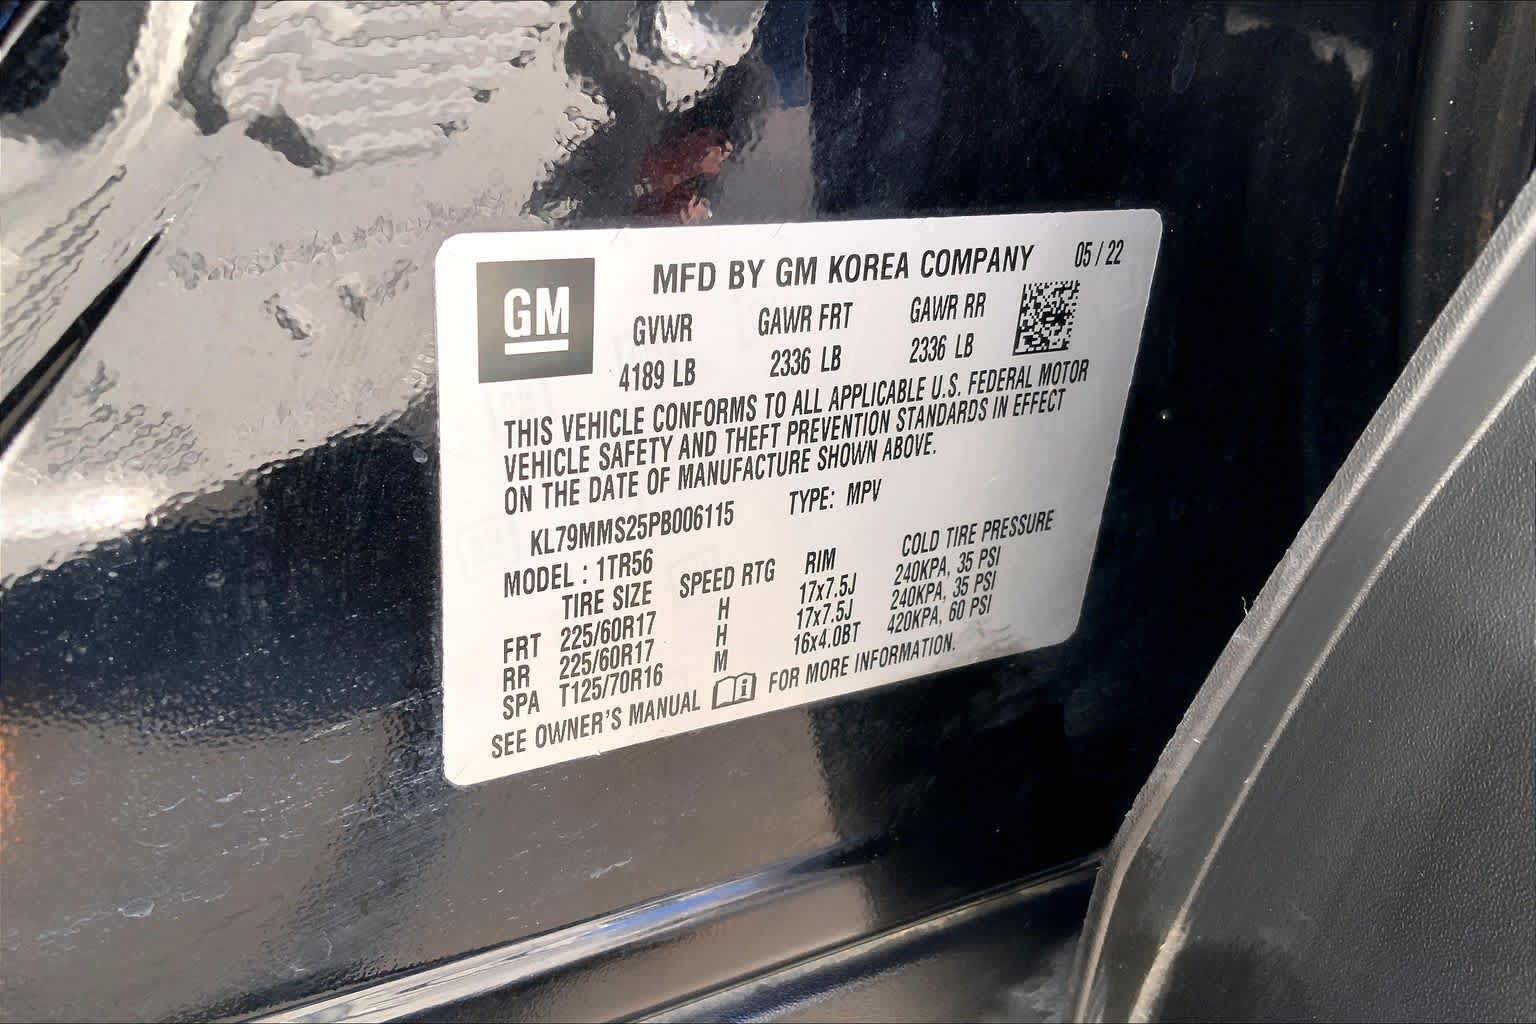 GM
MFD BY GM KOREA COMPANY 05 / 22
GVWR GAWR FRT GAWR RR
4189 LB 2336 LB 2336 LB
THIS VEHICLE CONFORMS TO ALL APPLICABLE U.S. FEDERAL MOTOR
VEHICLE SAFETY AND THEFT PREVENTION STANDARDS IN EFFECT
ON THE DATE OF MANUFACTURE SHOWN ABOVE.
KL79MMS25PB006115 TYPE: MPV
MODEL : 1TR56
TIRE SIZE SPEED RTG RIM COLD TIRE PRESSURE
FRT 225/60R17 H 17x7.5J 240KPA, 35 PSI
RR 225/60R17 H 17x7.5J 240KPA, 35 PSI
SPA T125/70R16 M 16x4.0BT 420KPA, 60 PSI
SEE OWNER'S MANUAL FOR MORE INFORMATION.